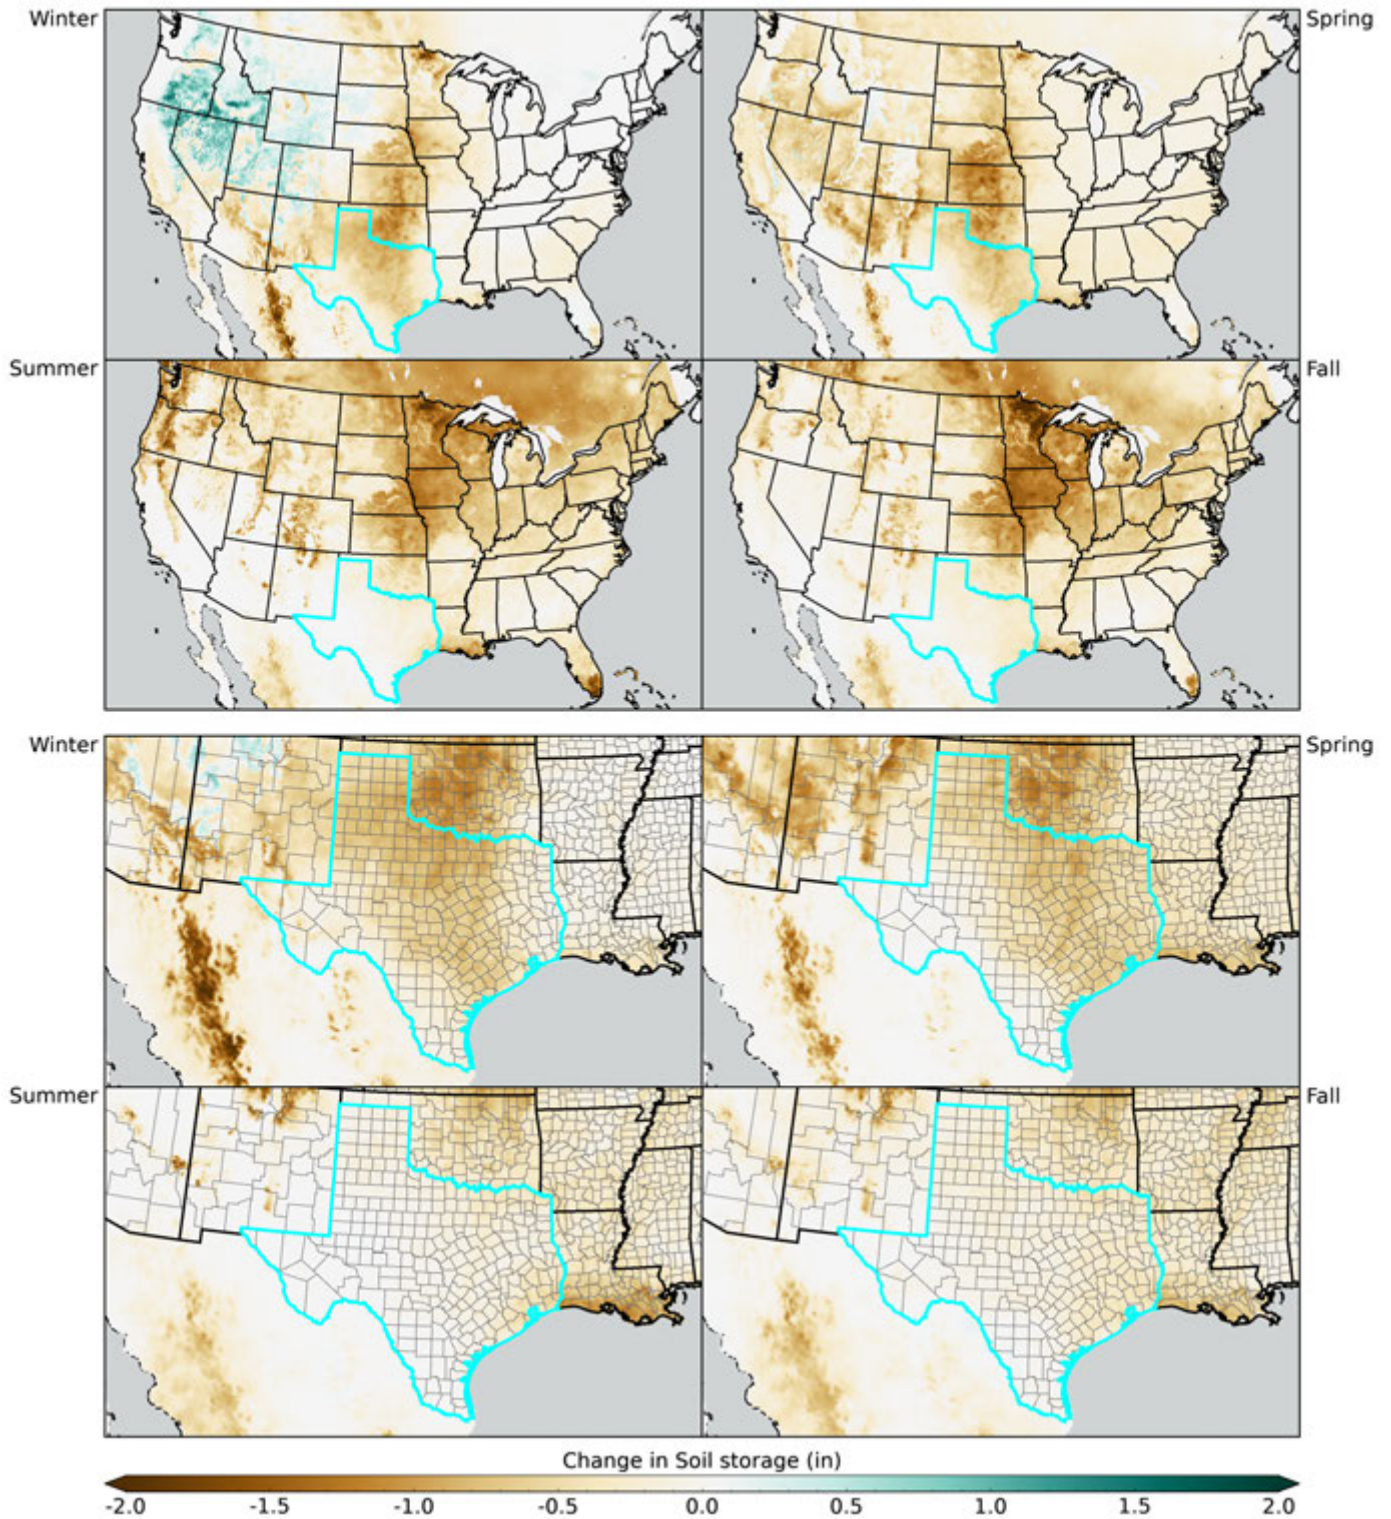 Winter
Spring
Summer
Fall
Winter
Spring
Summer
Fall
Change in Soil storage (in)
-2.0 -1.5 -1.0 -0.5 0.0 0.5 1.0 1.5 2.0